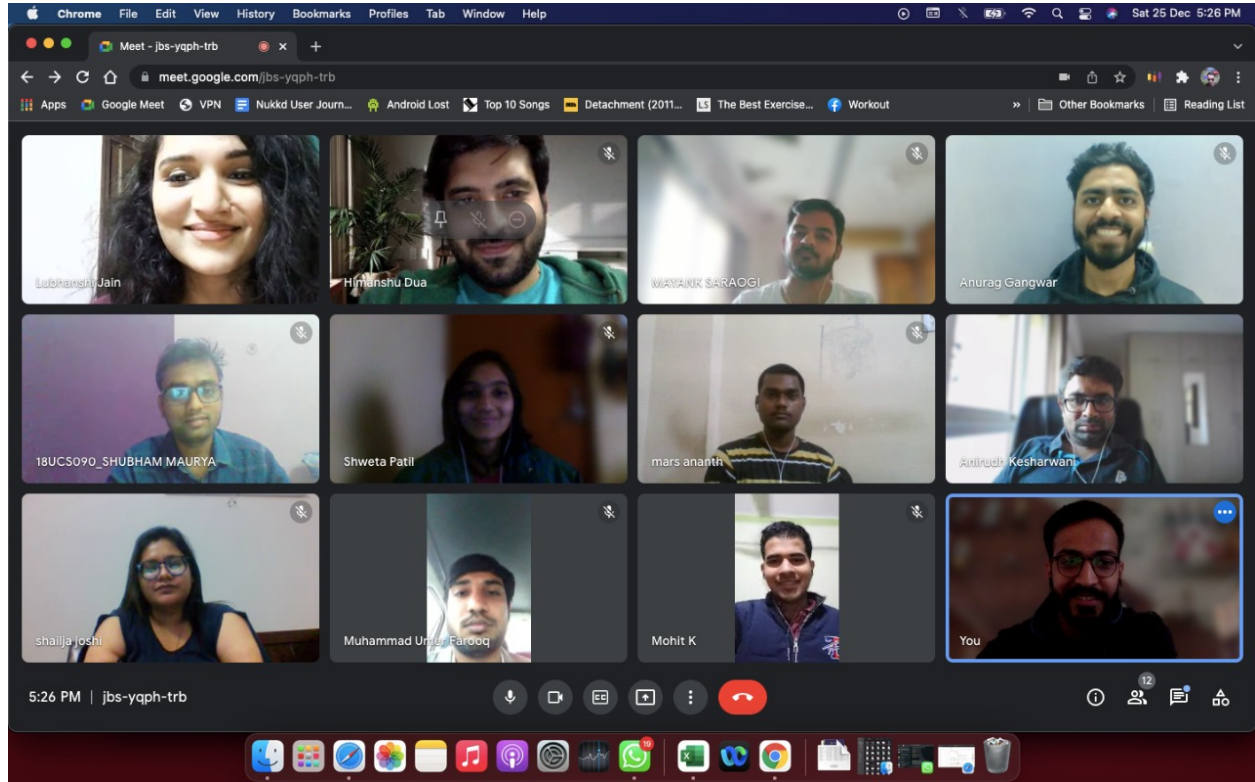 Chrome File Edit View History Bookmarks Profiles Tab Window Help Sat 25 Dec 5:26 PM
Meet - jbs-yqph-trb
meet.google.com/jbs-yqph-trb
Apps Google Meet VPN Nukkd User Journ... Android Lost Top 10 Songs Detachment (2011... LS The Best Exercise... Workout » Other Bookmarks Reading List
Lubhanshi Jain Himanshu Dua MAYANK SARAOGI Anurag Gangwar
18UCS090_SHUBHAM MAURYA Shweta Patil mars ananth Anirudh Kesharwani
shailja joshi Muhammad Umer Farooq Mohit K You
5:26 PM | jbs-yqph-trb CC 12
19